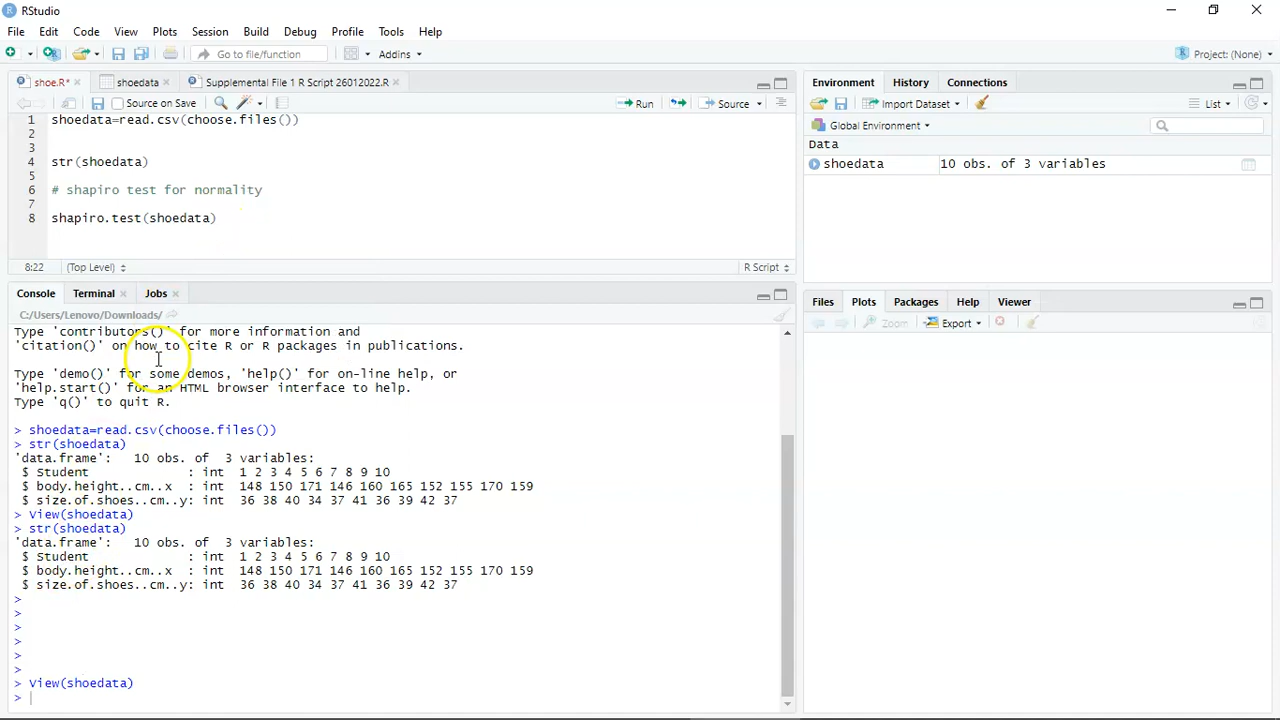 RStudio
File Edit Code View Plots Session Build Debug Profile Tools Help
Go to file/function Addins Project: (None)
shoe.R* shoedata Supplemental File 1 R Script 26012022.R
Source on Save Run Source
1 shoedata=read.csv(choose.files())
2
3
4 str(shoedata)
5
6 # shapiro test for normality
7
8 shapiro.test(shoedata)
8:22 (Top Level) R Script
Console Terminal Jobs
C:/Users/Lenovo/Downloads/
Type 'contributors()' for more information and
'citation()' on how to cite R or R packages in publications.
Type 'demo()' for some demos, 'help()' for on-line help, or
'help.start()' for an HTML browser interface to help.
Type 'q()' to quit R.
> shoedata=read.csv(choose.files())
> str(shoedata)
'data.frame': 10 obs. of 3 variables:
$ Student : int 1 2 3 4 5 6 7 8 9 10
$ body.height..cm..x : int 148 150 171 146 160 165 152 155 170 159
$ size.of.shoes..cm..y: int 36 38 40 34 37 41 36 39 42 37
> View(shoedata)
> str(shoedata)
'data.frame': 10 obs. of 3 variables:
$ Student : int 1 2 3 4 5 6 7 8 9 10
$ body.height..cm..x : int 148 150 171 146 160 165 152 155 170 159
$ size.of.shoes..cm..y: int 36 38 40 34 37 41 36 39 42 37
>
>
>
>
>
>
> View(shoedata)
>
Environment History Connections
Import Dataset List
Global Environment
Data
shoedata 10 obs. of 3 variables
Files Plots Packages Help Viewer
Zoom Export